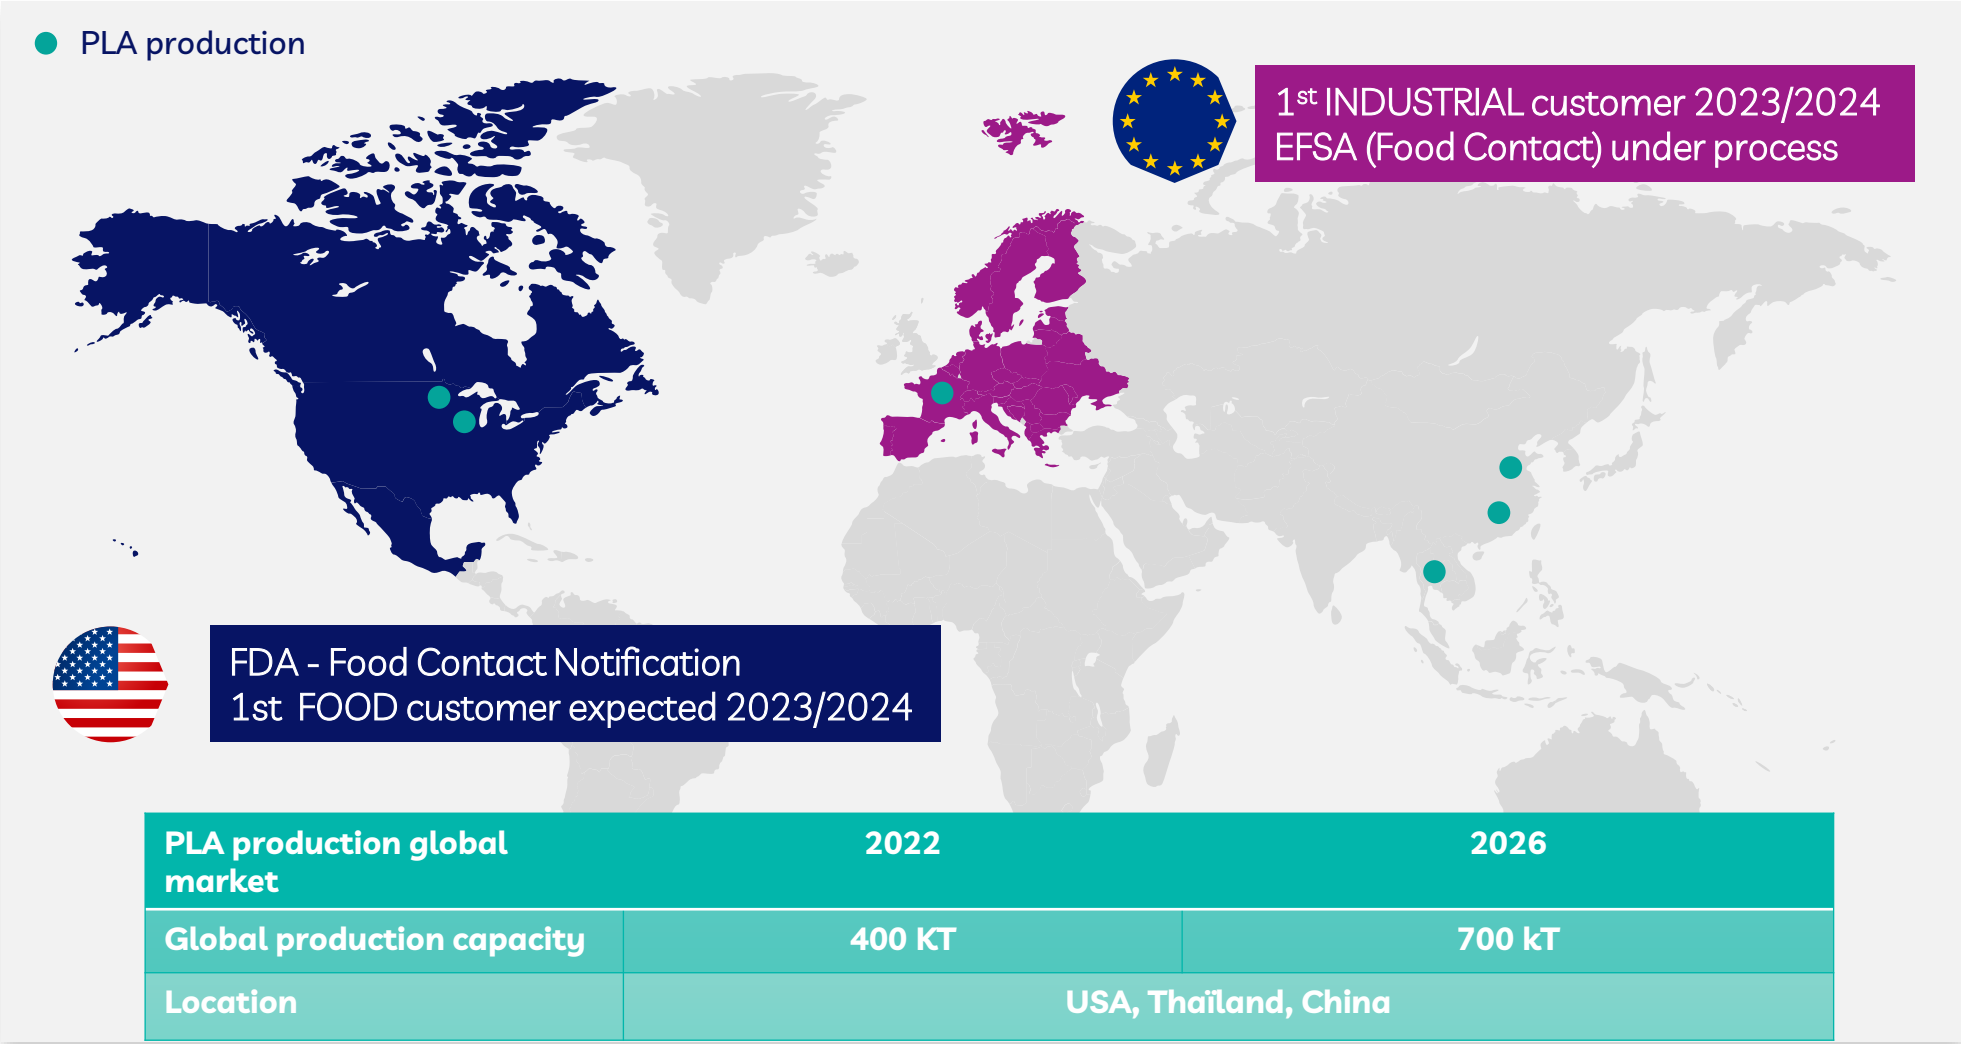 PLA production
1st INDUSTRIAL customer 2023/2024
EFSA (Food Contact) under process
FDA - Food Contact Notification
1st FOOD customer expected 2023/2024
PLA production global
market
2022
2026
Global production capacity
400 KT
700 kT
Location
USA, Thaïland, China